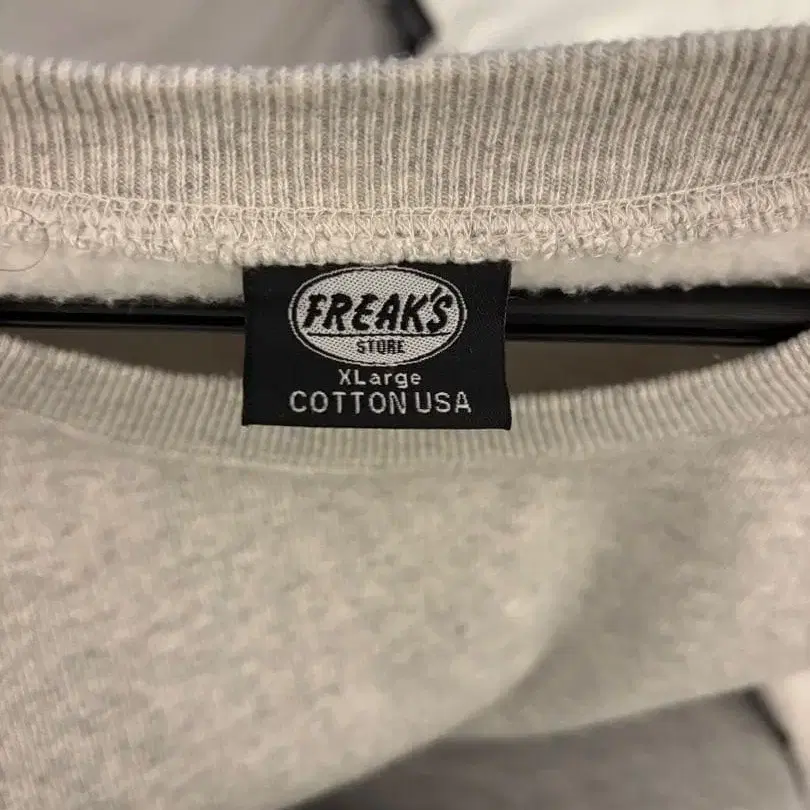 FREAK'S
STORE
XLarge
COTTON USA